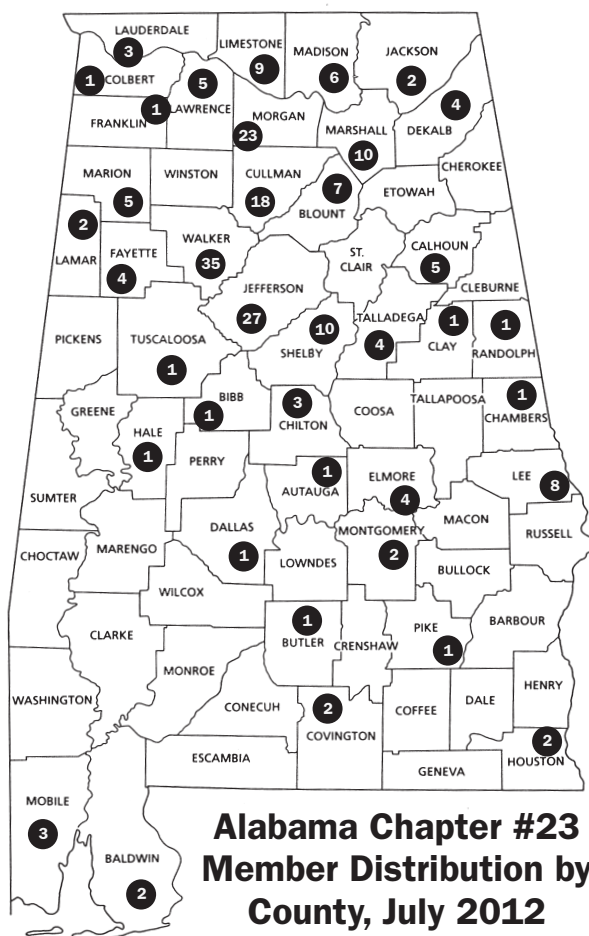 LAUDERDALE
3
LIMESTONE
9
MADISON
6
JACKSON
2
1
COLBERT
5
LAWRENCE
1
FRANKLIN
MORGAN
23
MARSHALL
10
4
DEKALB
CHEROKEE
MARION
5
WINSTON
CULLMAN
18
7
BLOUNT
ETOWAH
2
LAMAR
FAYETTE
4
WALKER
35
ST.
CLAIR
CALHOUN
5
CLEBURNE
JEFFERSON
27
PICKENS
TUSCALOOSA
1
10
SHELBY
TALLADEGA
4
1
CLAY
1
RANDOLPH
GREENE
HALE
1
BIBB
1
3
CHILTON
COOSA
TALLAPOOSA
1
CHAMBERS
PERRY
SUMTER
1
AUTAUGA
ELMORE
4
LEE
8
CHOCTAW
MARENGO
DALLAS
1
LOWNDES
MONTGOMERY
2
MACON
RUSSELL
BULLOCK
WILCOX
CLARKE
1
BUTLER
CRENSHAW
PIKE
1
BARBOUR
MONROE
WASHINGTON
CONECUH
2
COVINGTON
COFFEE
DALE
HENRY
2
HOUSTON
ESCAMBIA
GENEVA
MOBILE
3
BALDWIN
2
Alabama Chapter #23
Member Distribution by
County, July 2012